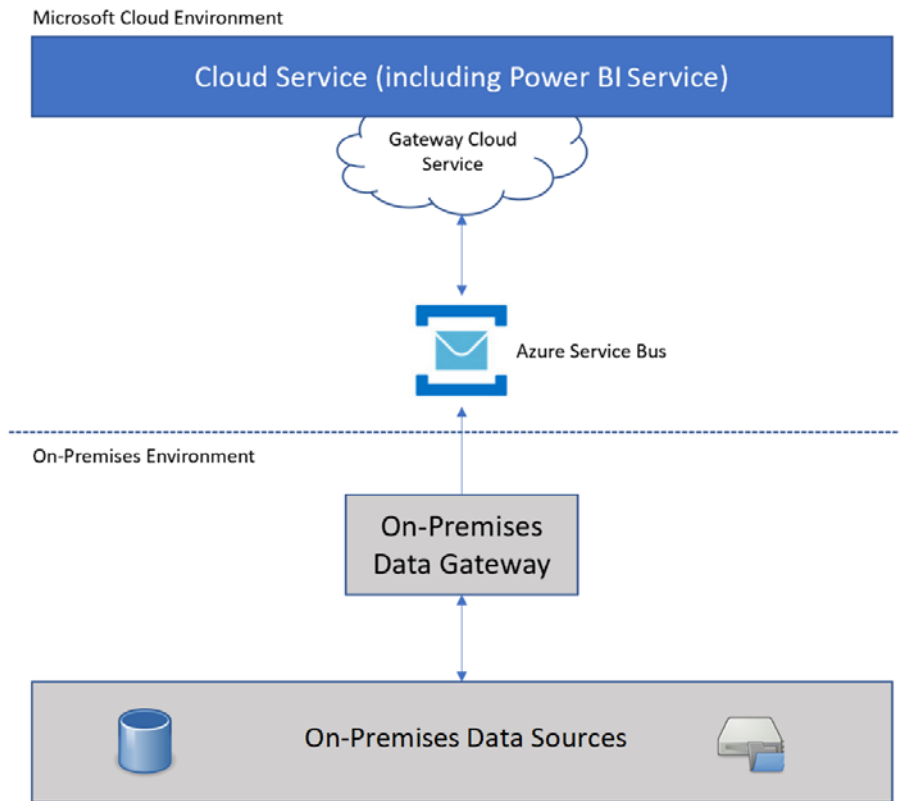 Microsoft Cloud Environment
Cloud Service (including Power BI Service)
Gateway Cloud
Service
Azure Service Bus
On-Premises Environment
On-Premises
Data Gateway
On-Premises Data Sources